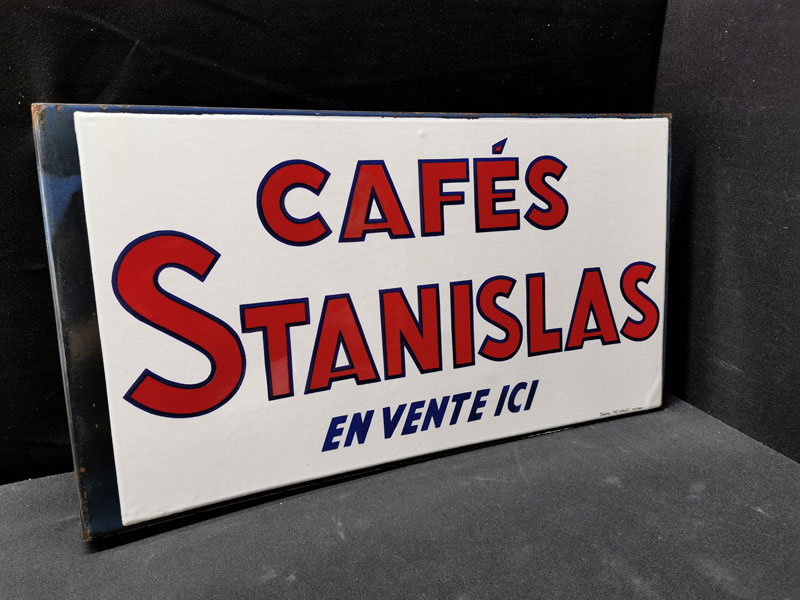 CAFÉS
STANISLAS
EN VENTE ICI